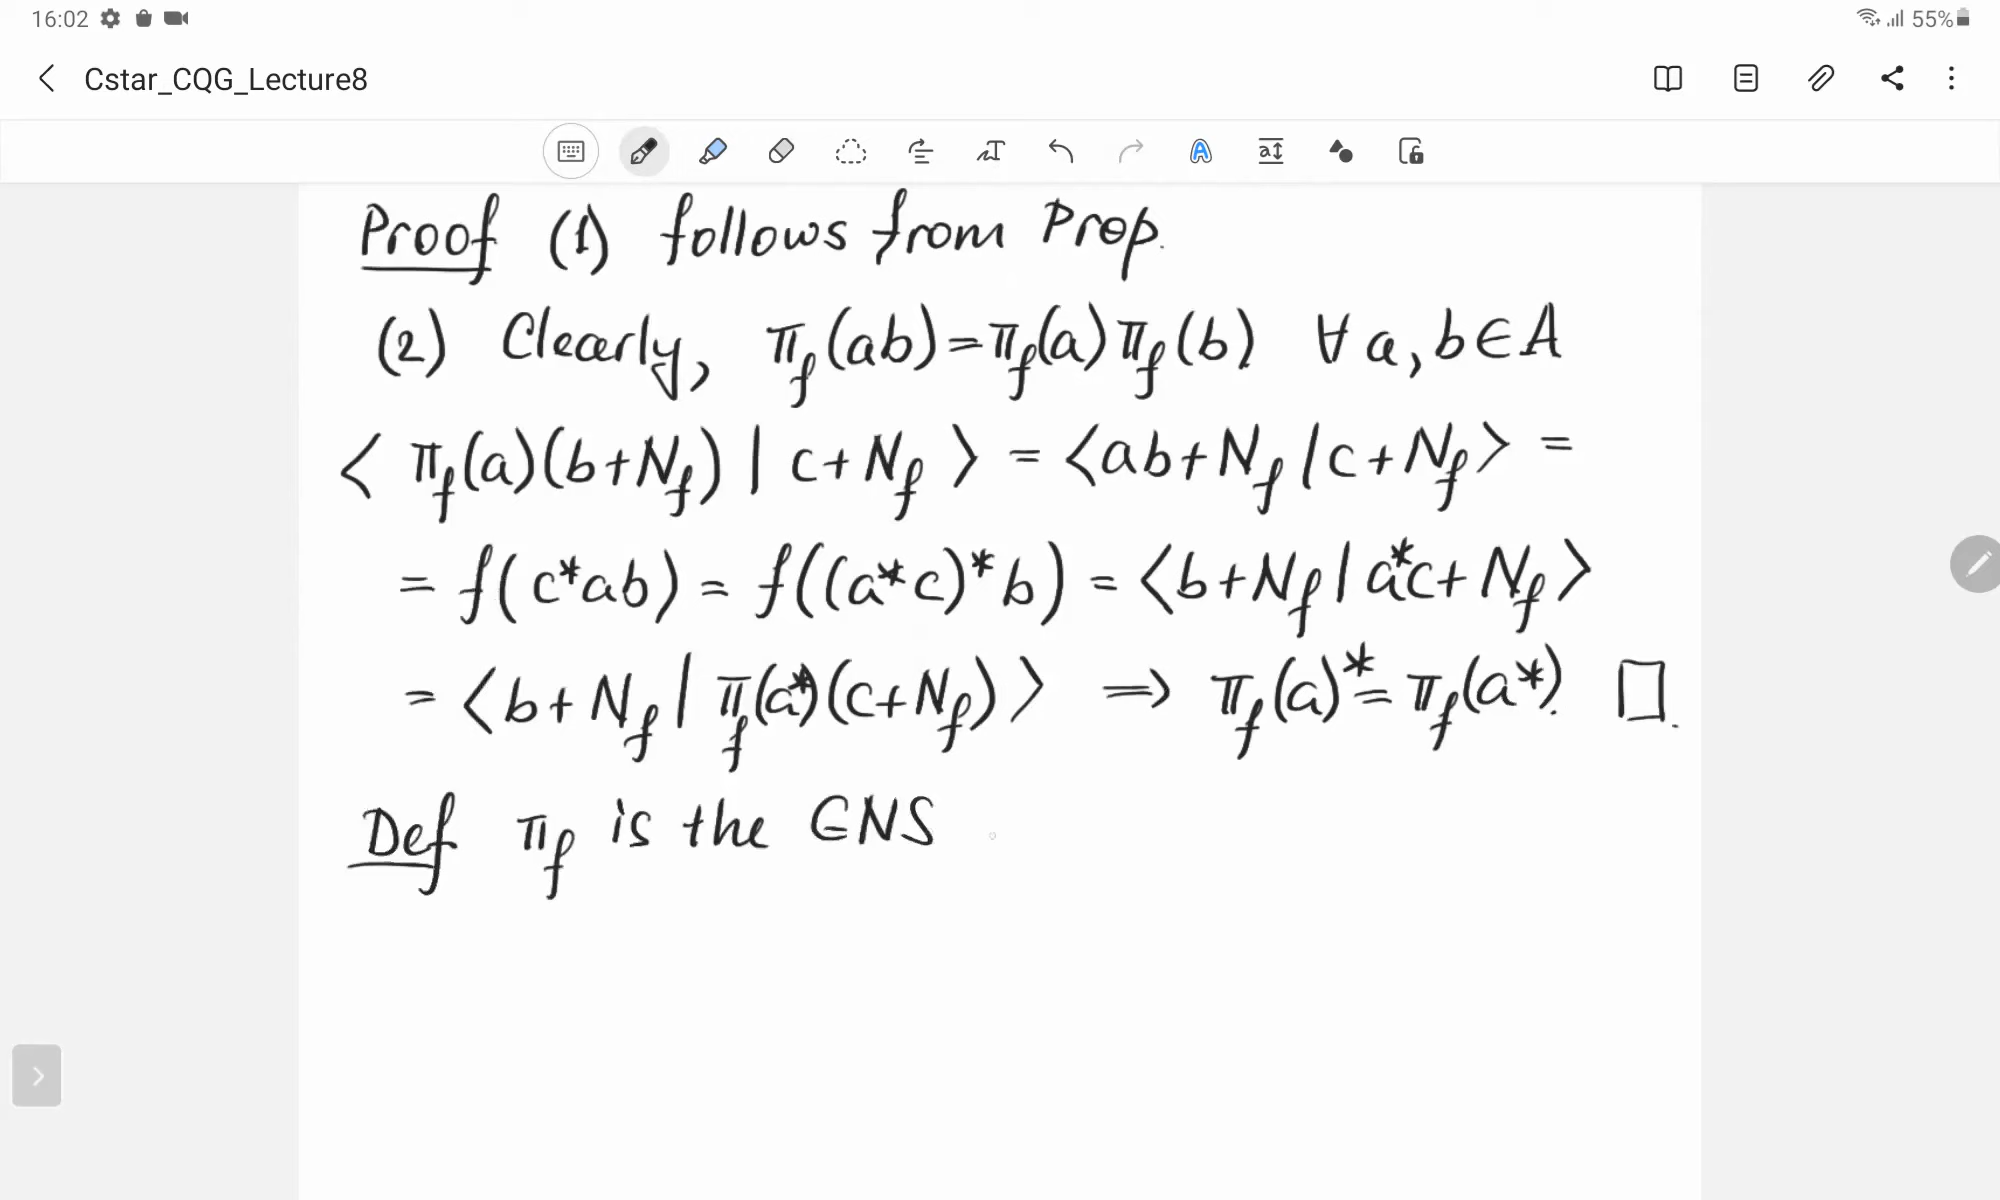 16:02 55%
Cstar_CQG_Lecture8
Proof (1) follows from Prop.
(2) Clearly, π_f(ab)=π_f(a)π_f(b) ∀ a, b∈A
⟨ π_f(a)(b+N_f) | c+N_f ⟩ = ⟨ab+N_f | c+N_f⟩ =
= f(c*ab) = f((a*c)*b) = ⟨b+N_f | a*c+N_f⟩
= ⟨b+N_f | π_f(a*)(c+N_f)⟩ ⟹ π_f(a)*=π_f(a*). □.
Def π_f is the GNS